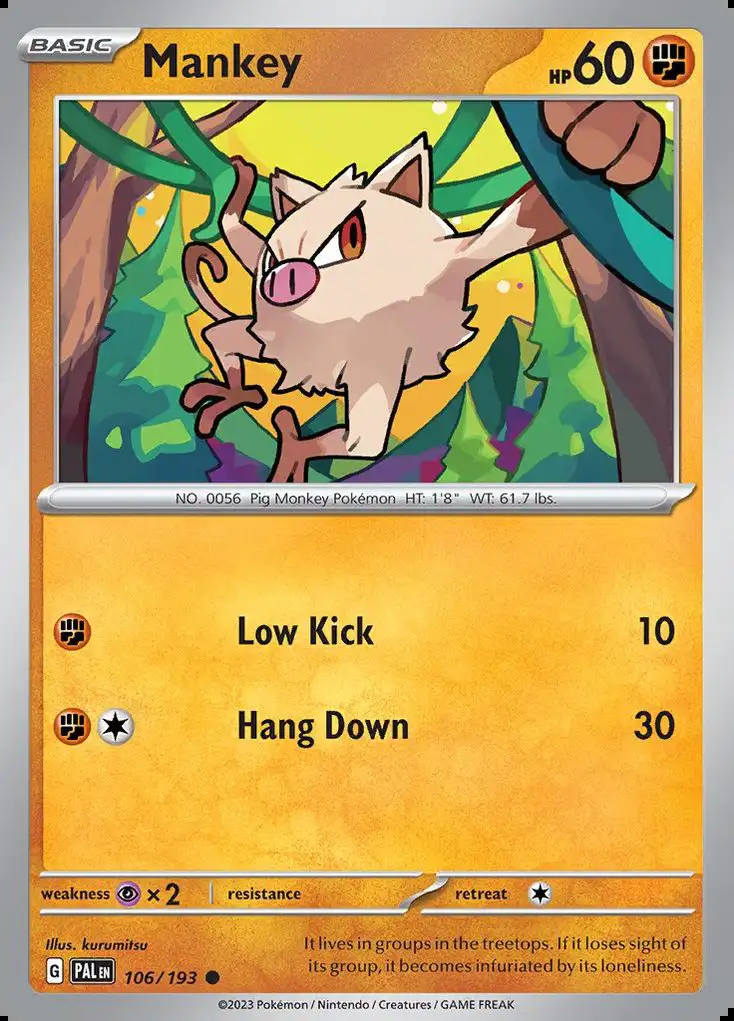 BASIC Mankey HP 60
NO. 0056 Pig Monkey Pokémon HT: 1'8" WT: 61.7 lbs.
Low Kick 10
Hang Down 30
weakness ×2 resistance retreat
Illus. kurumitsu
It lives in groups in the treetops. If it loses sight of
its group, it becomes infuriated by its loneliness.
G PAL EN 106/193
©2023 Pokémon / Nintendo / Creatures / GAME FREAK